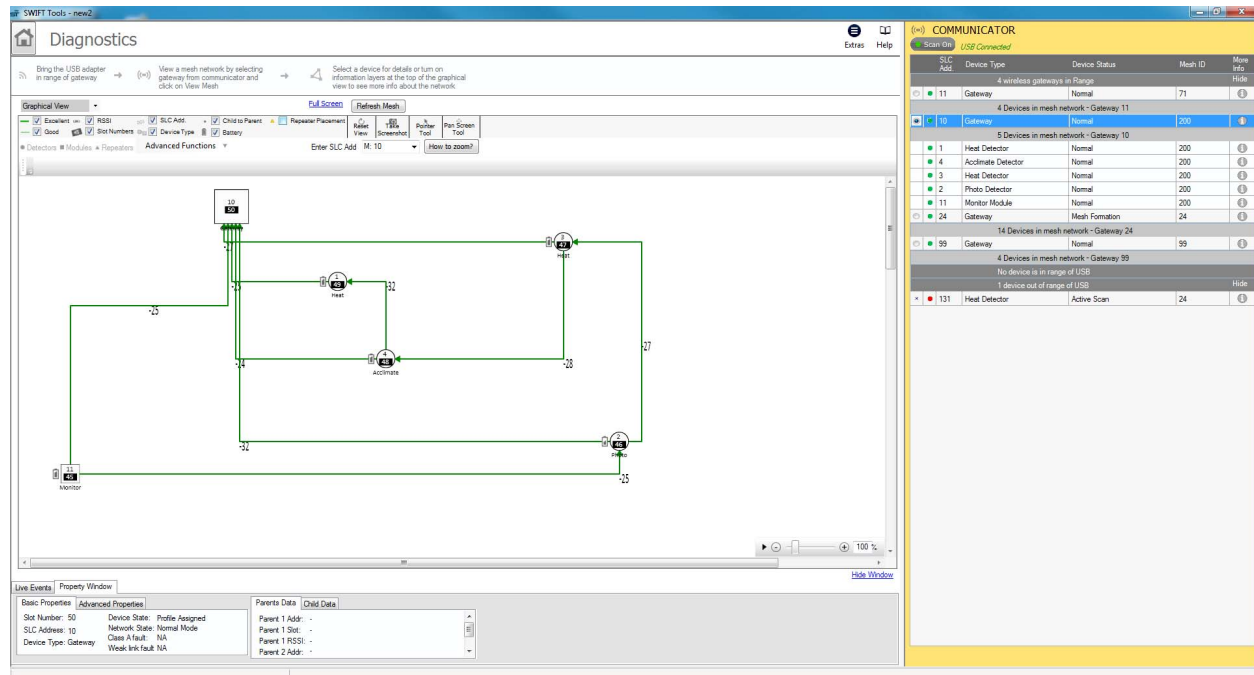 SWIFT Tools - new2
Diagnostics
Extras Help
Bring the USB adapter
in range of gateway
View a mesh network by selecting
gateway from communicator and
click on View Mesh
Select a device for details or turn on
information layers at the top of the graphical
view to see more info about the network
Graphical View
Full Screen Refresh Mesh
Excellent RSSI SLC Add. Child to Parent Repeater Placement
Good Slot Numbers Device Type Battery
Reset View
Take Screenshot
Pointer Tool
Pan Screen Tool
Detectors Modules Repeaters Advanced Functions Enter SLC Add M: 10 How to zoom?
10
50
47
Heat
1
49
Heat
-32
-25
4
48
Acclimate
-24
-28
-27
2
46
Photo
-32
11
45
Monitor
-25
100 %
Hide Window
Live Events Property Window
Basic Properties Advanced Properties
Slot Number: 50 Device State: Profile Assigned
SLC Address: 10 Network State: Normal Mode
Device Type: Gateway Class A fault: NA
Weak link fault NA
Parents Data Child Data
Parent 1 Addr: -
Parent 1 Slot: -
Parent 1 RSSI: -
Parent 2 Addr: -
COMMUNICATOR
Scan On USB Connected
SLC Add. Device Type Device Status Mesh ID More Info
4 wireless gateways in Range Hide
11 Gateway Normal 71
4 Devices in mesh network - Gateway 11
10 Gateway Normal 200
5 Devices in mesh network - Gateway 10
1 Heat Detector Normal 200
4 Acclimate Detector Normal 200
3 Heat Detector Normal 200
2 Photo Detector Normal 200
11 Monitor Module Normal 200
24 Gateway Mesh Formation 24
14 Devices in mesh network - Gateway 24
99 Gateway Normal 99
4 Devices in mesh network - Gateway 99
No device is in range of USB
1 device out of range of USB Hide
131 Heat Detector Active Scan 24